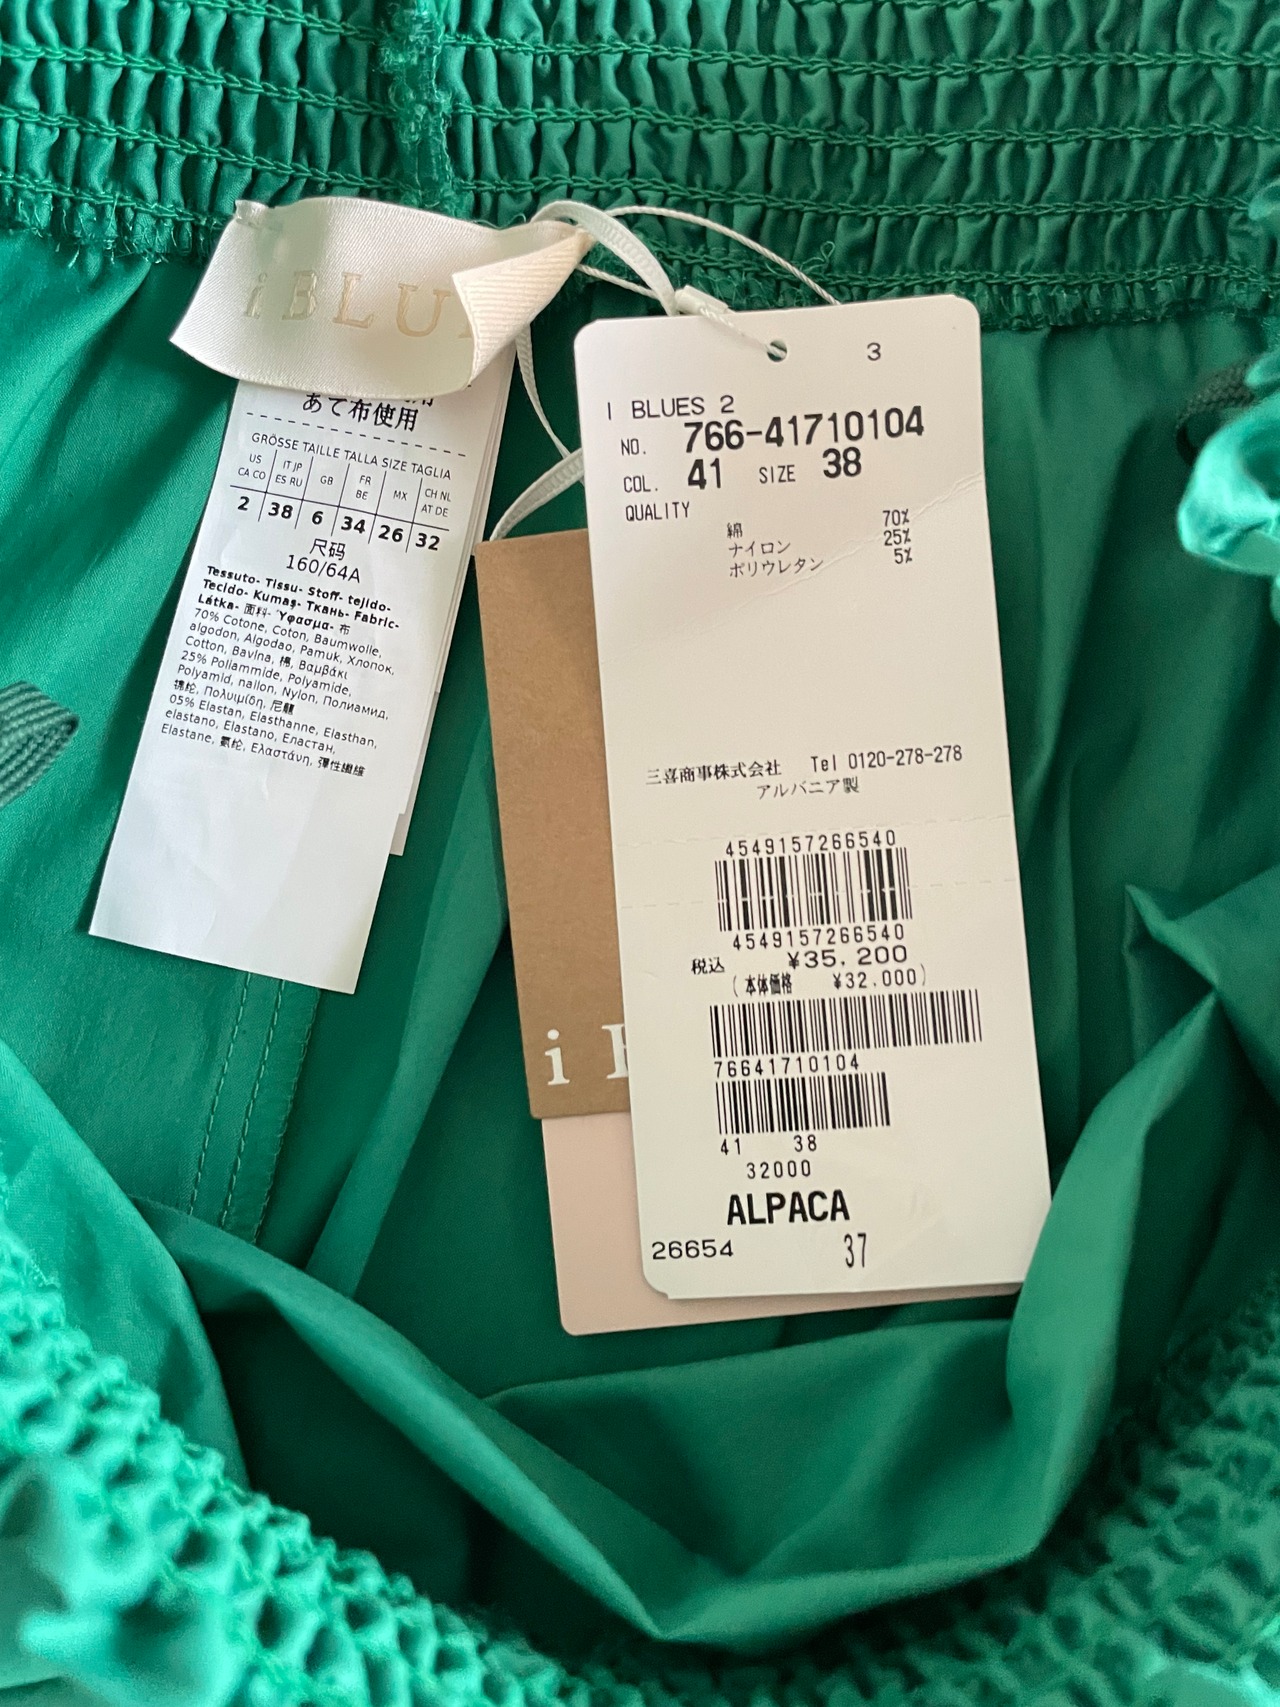 i BLU
あて布使用
GRÖSSE TAILLE TALLA SIZE TAGLIA
US CA CO
IT JP ES RU
GB
FR BE
MX
CH NL AT DE
2 38 6 34 26 32
尺码
160/64A
Tessuto- Tissu- Stoff- tejido-
Tecido- Kumaş- Ткань- Fabric-
Látka- 面料- Ύφασμα- 布
70% Cotone, Coton, Baumwolle,
algodon, Algodao, Pamuk, Хлопок,
Cotton, Bavlna, 棉, Βαμβάκι
25% Poliammide, Polyamide,
Polyamid, nailon, Nylon, Полиамид,
锦纶, Πολυιμίδη, 尼龍
05% Elastan, Elasthanne, Elasthan,
elastano, Elastano, Еластан,
Elastane, 氨纶, Ελαστάνη, 彈性纖維
3
I BLUES 2
NO. 766-41710104
COL. 41 SIZE 38
QUALITY
綿 70%
ナイロン 25%
ポリウレタン 5%
三喜商事株式会社 Tel 0120-278-278
アルバニア製
4549157266540
4549157266540
税込 ¥35,200
(本体価格 ¥32,000)
76641710104
41 38
32000
ALPACA
26654 37
i